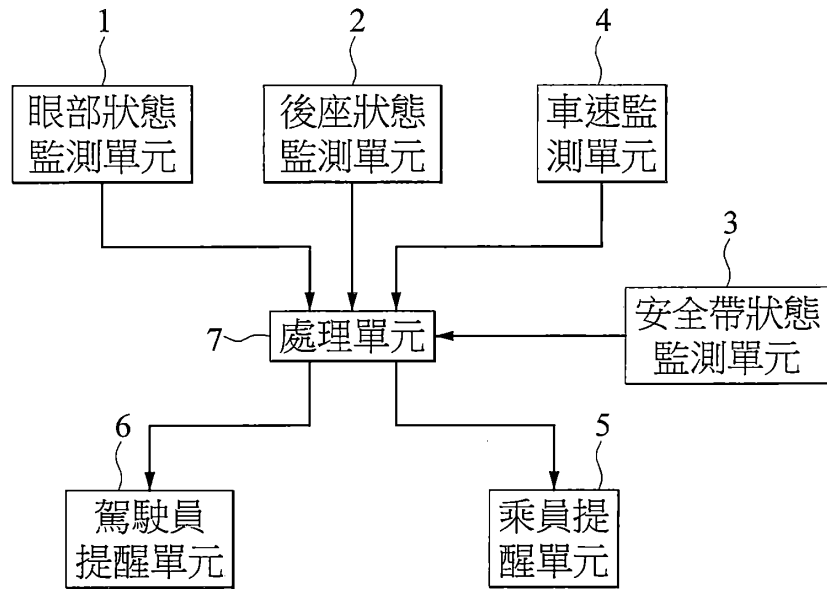 1
2
4
眼部狀態
監測單元
後座狀態
監測單元
車速監
測單元
3
安全帶狀態
監測單元
7
處理單元
6
5
駕駛員
提醒單元
乘員提
醒單元